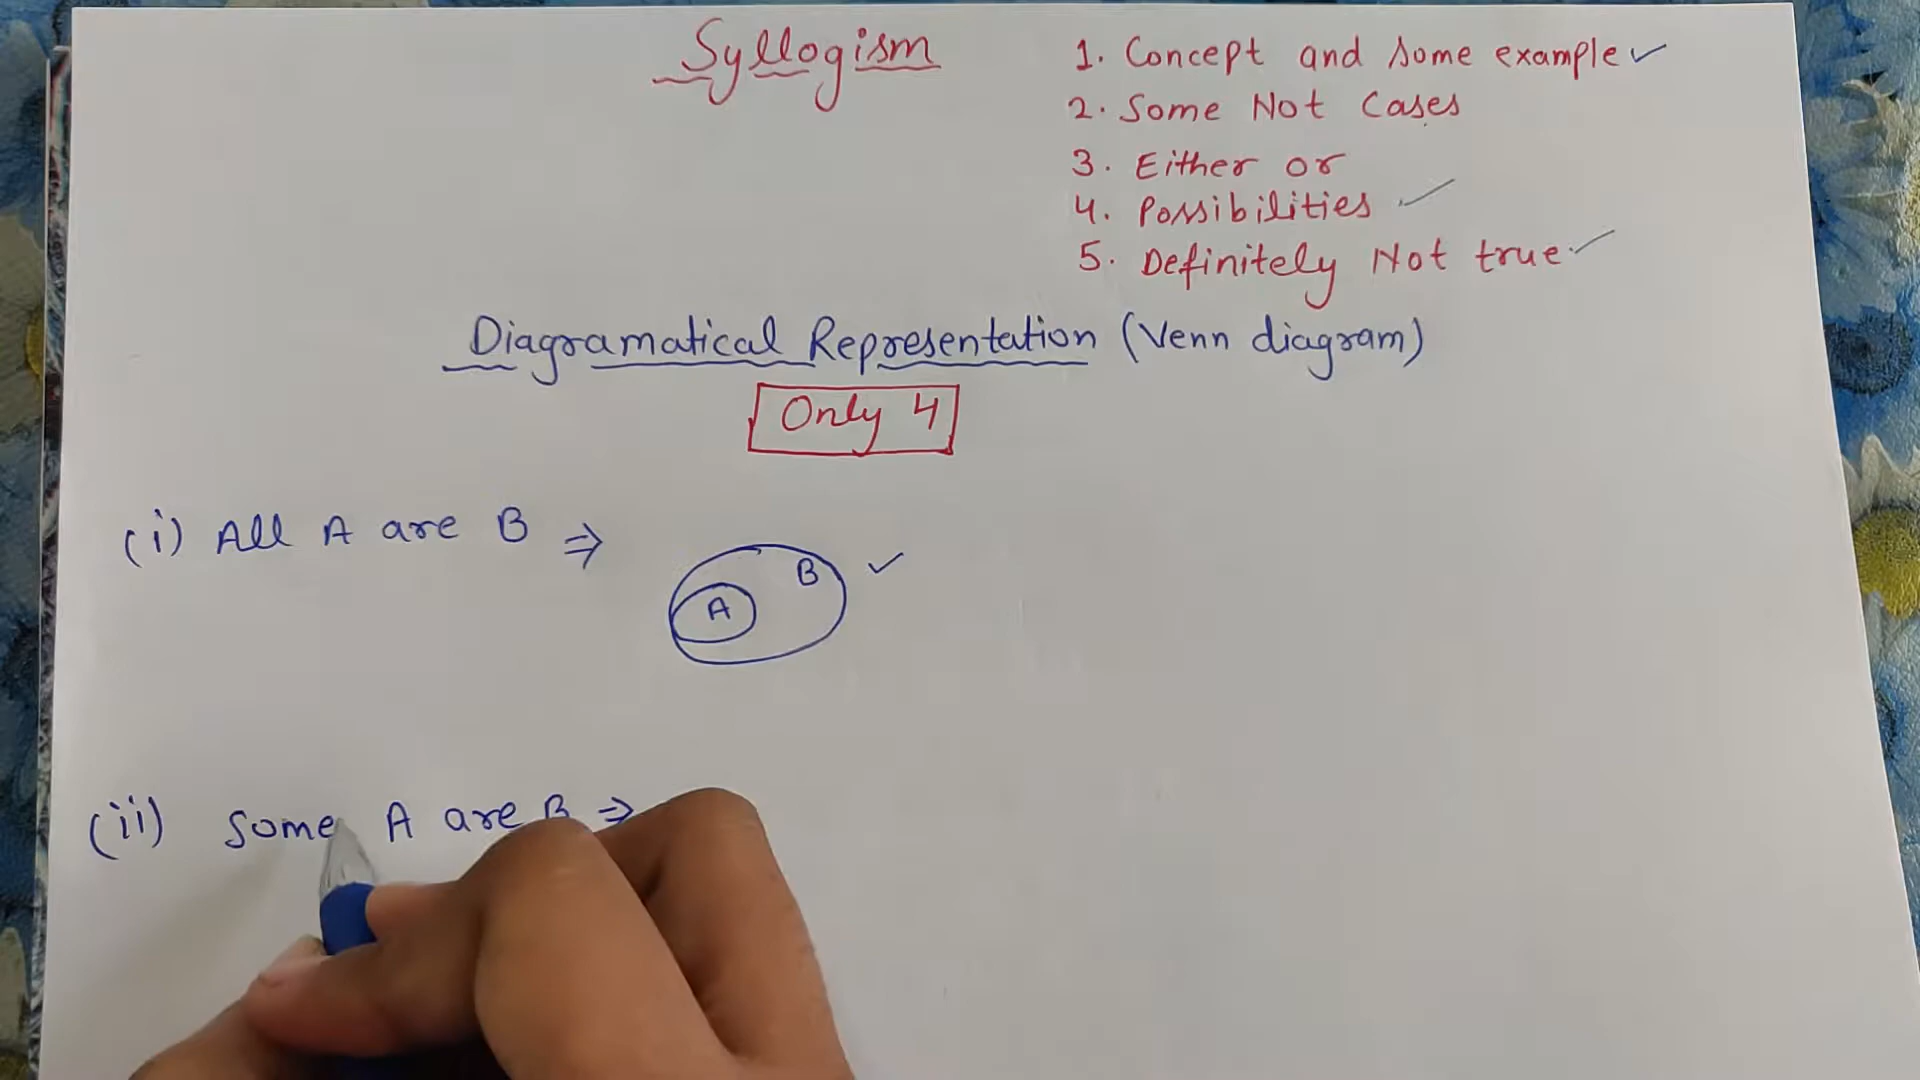 Syllogism
1. Concept and some example ✓
2. Some Not Cases
3. Either or
4. Possibilities ✓
5. Definitely Not true ✓
Diagramatical Representation (Venn diagram)
Only 4
(i) All A are B ⇒
B ✓
A
(ii) Some A are B ⇒